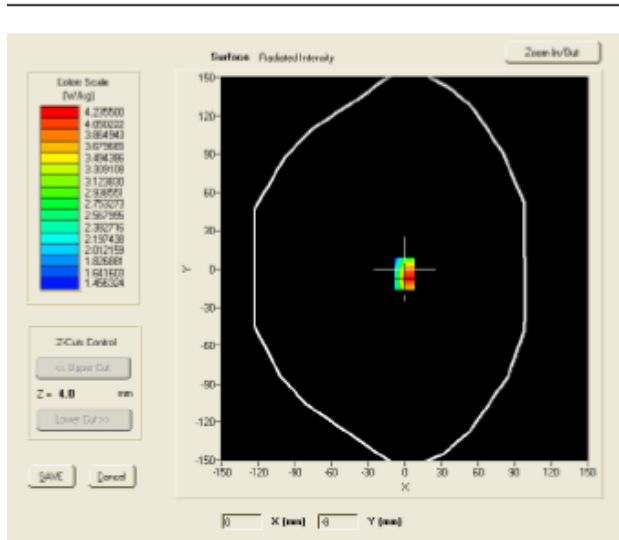 Surface Radiated Intensity
Zoom In/Out
Colors Scale
(W/kg)
4.235500
4.050222
3.864943
3.679665
3.494386
3.309108
3.123830
2.938551
2.753273
2.567995
2.382716
2.197438
2.012159
1.826881
1.641603
1.456324
150
120
90
60
30
0
-30
-60
-90
-120
-150
Y
-150 -120 -90 -60 -30 0 30 60 90 120 150
X
Z-Cuts Control
<< Upper Cut
Z = 4.0 mm
Lower Cut >>
SAVE Cancel
0 X (mm) -8 Y (mm)